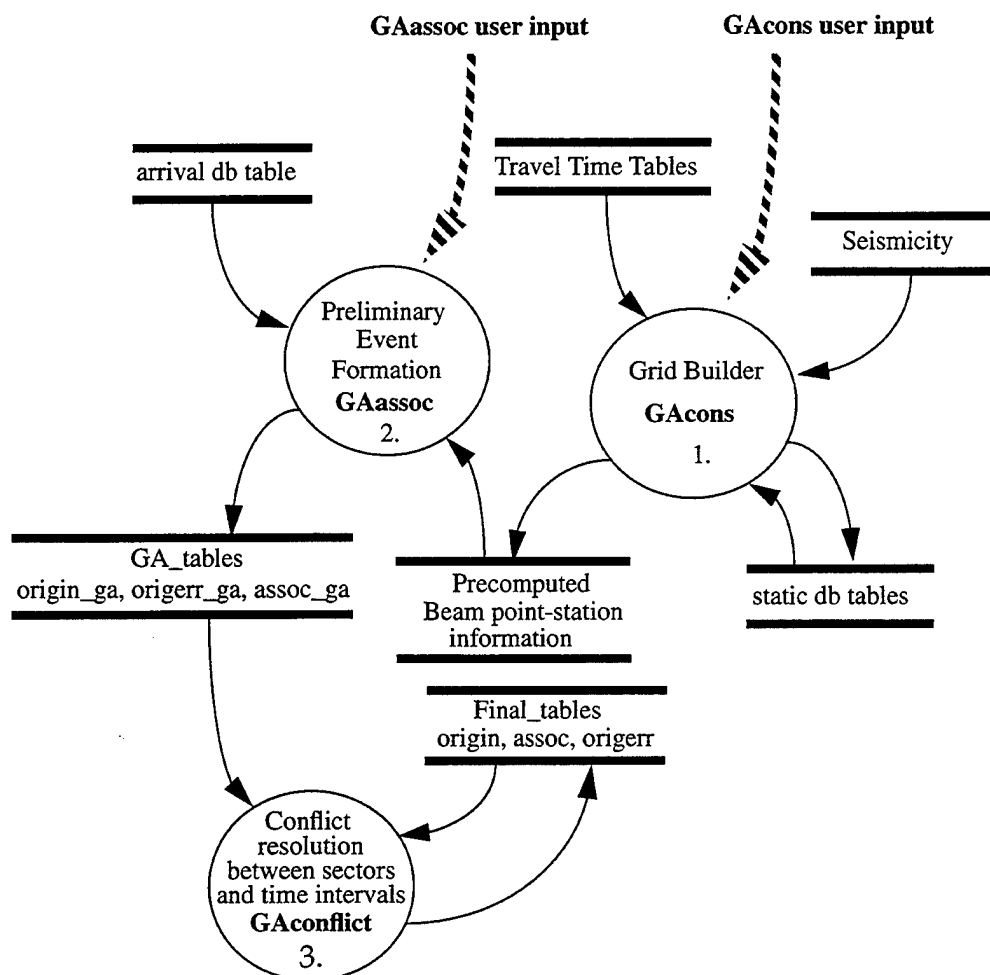 GAassoc user input
GAcons user input
arrival db table
Travel Time Tables
Seismicity
Preliminary
Event
Formation
GAassoc
2.
Grid Builder
GAcons
1.
GA_tables
origin_ga, origerr_ga, assoc_ga
Precomputed
Beam point-station
information
static db tables
Final_tables
origin, assoc, origerr
Conflict
resolution
between sectors
and time intervals
GAconflict
3.